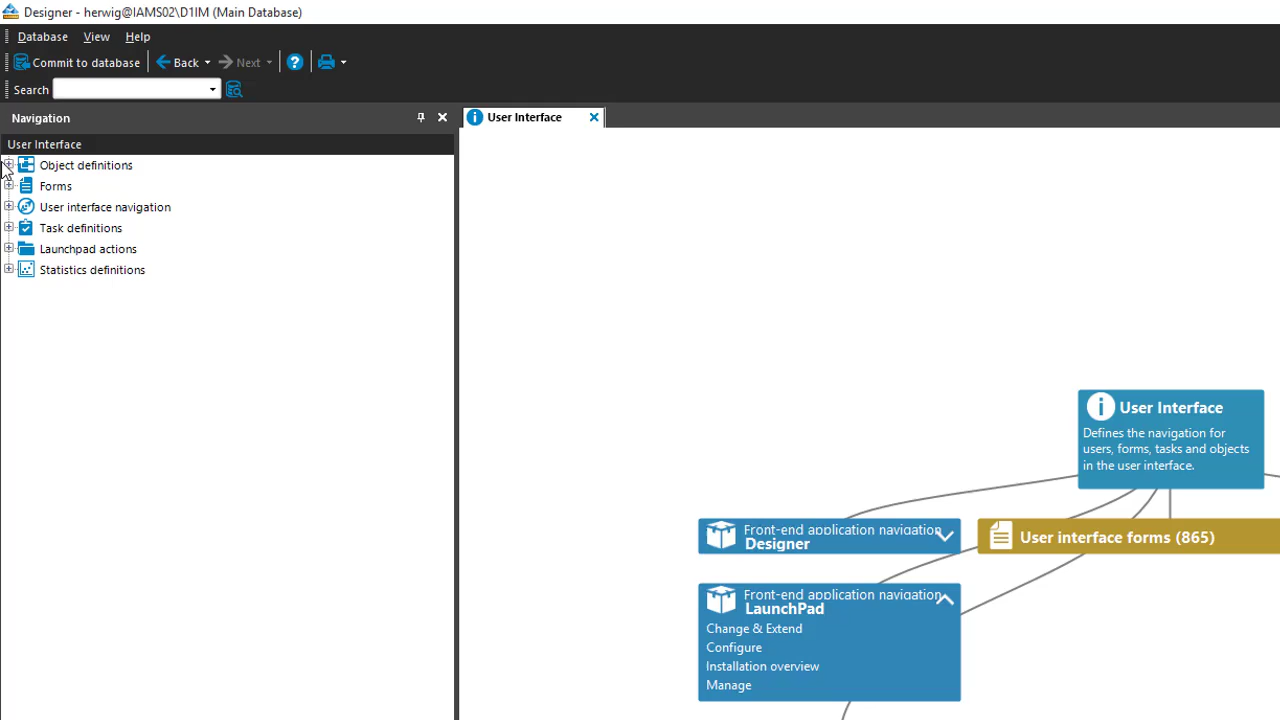 Designer - herwig@IAMS02\D1IM (Main Database)
Database View Help
Commit to database Back Next
Search
Navigation
User Interface
User Interface
Object definitions
Forms
User interface navigation
Task definitions
Launchpad actions
Statistics definitions
User Interface
Defines the navigation for
users, forms, tasks and objects
in the user interface.
Front-end application navigation
Designer
User interface forms (865)
Front-end application navigation
LaunchPad
Change & Extend
Configure
Installation overview
Manage